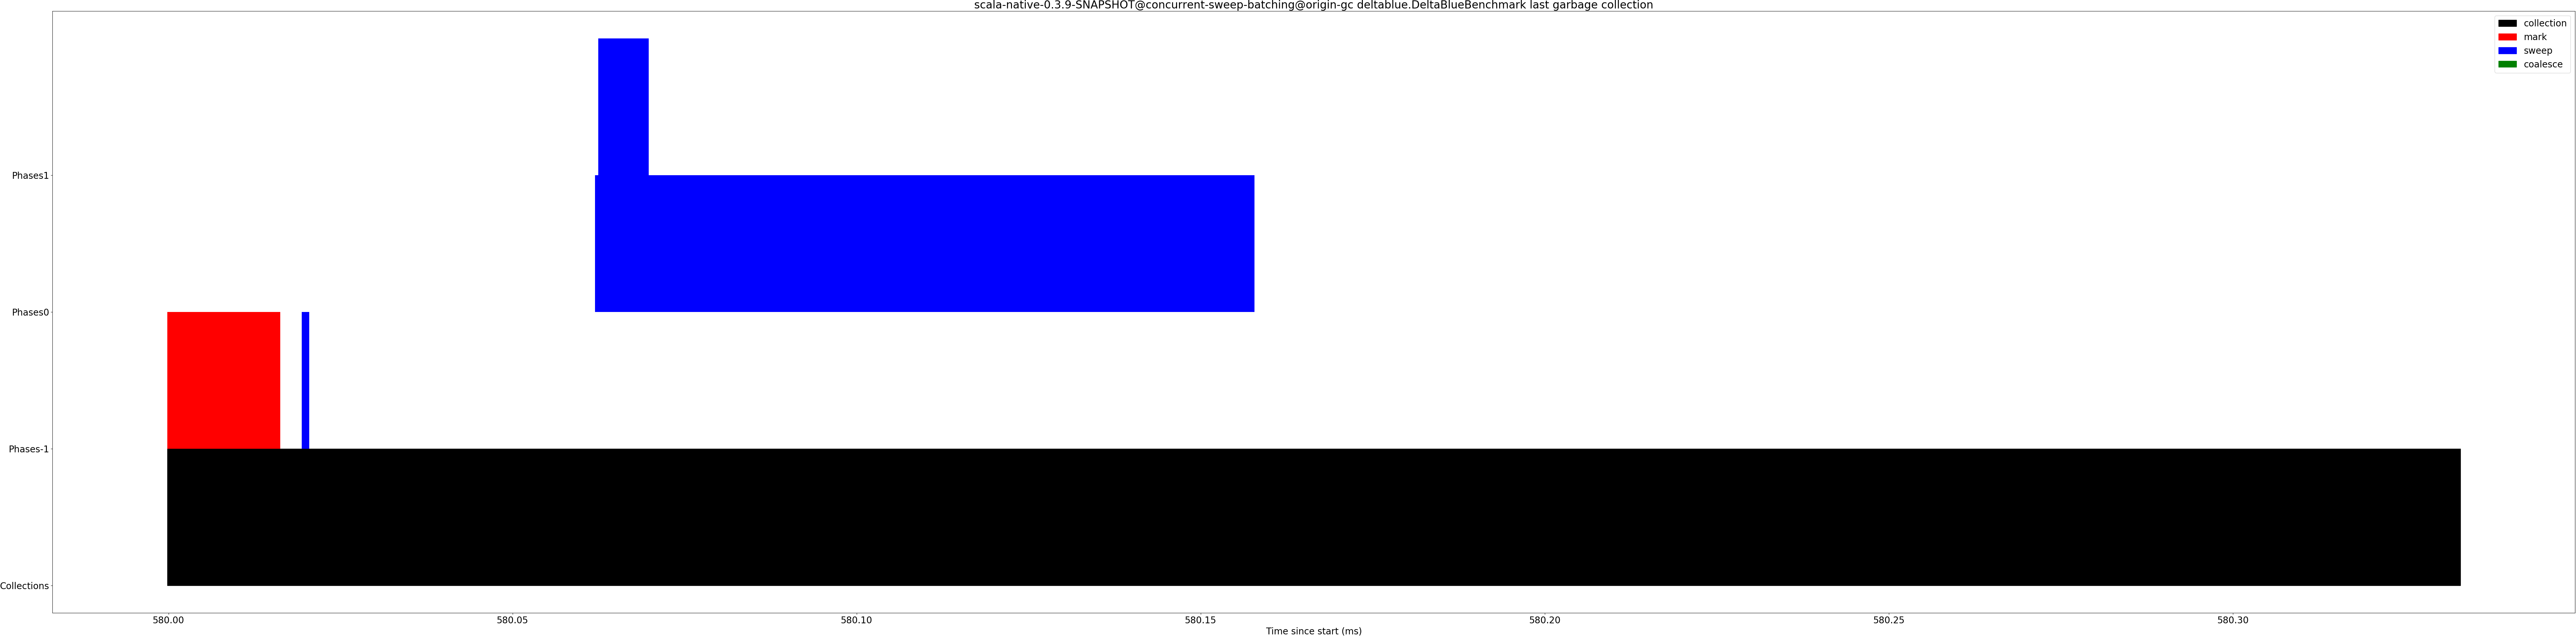 scala-native-0.3.9-SNAPSHOT@concurrent-sweep-batching@origin-gc deltablue.DeltaBlueBenchmark last garbage collection
collection
mark
sweep
coalesce
Phases1
Phases0
Phases-1
Collections
580.00 580.05 580.10 580.15 580.20 580.25 580.30
Time since start (ms)